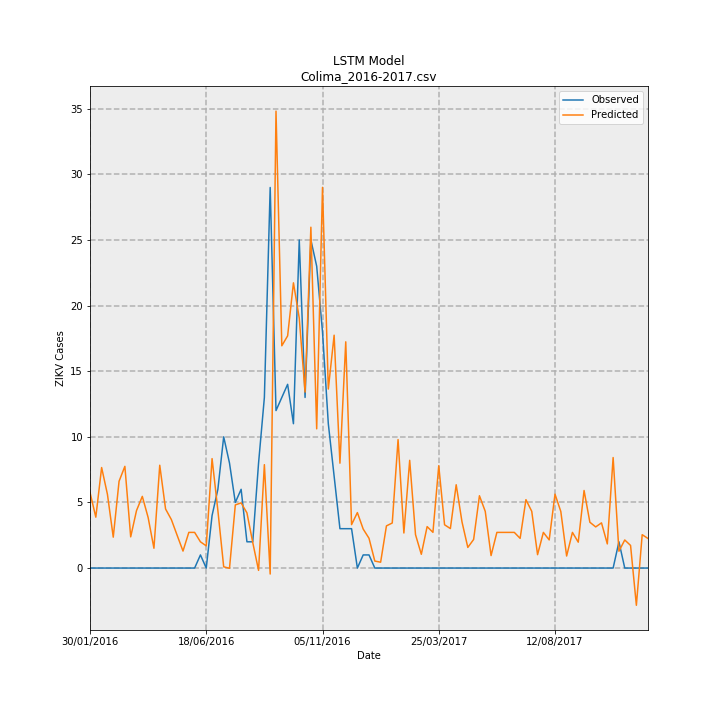 LSTM Model
Colima_2016-2017.csv
Observed
Predicted
35
30
25
20
15
10
5
0
ZIKV Cases
30/01/2016
18/06/2016
05/11/2016
25/03/2017
12/08/2017
Date